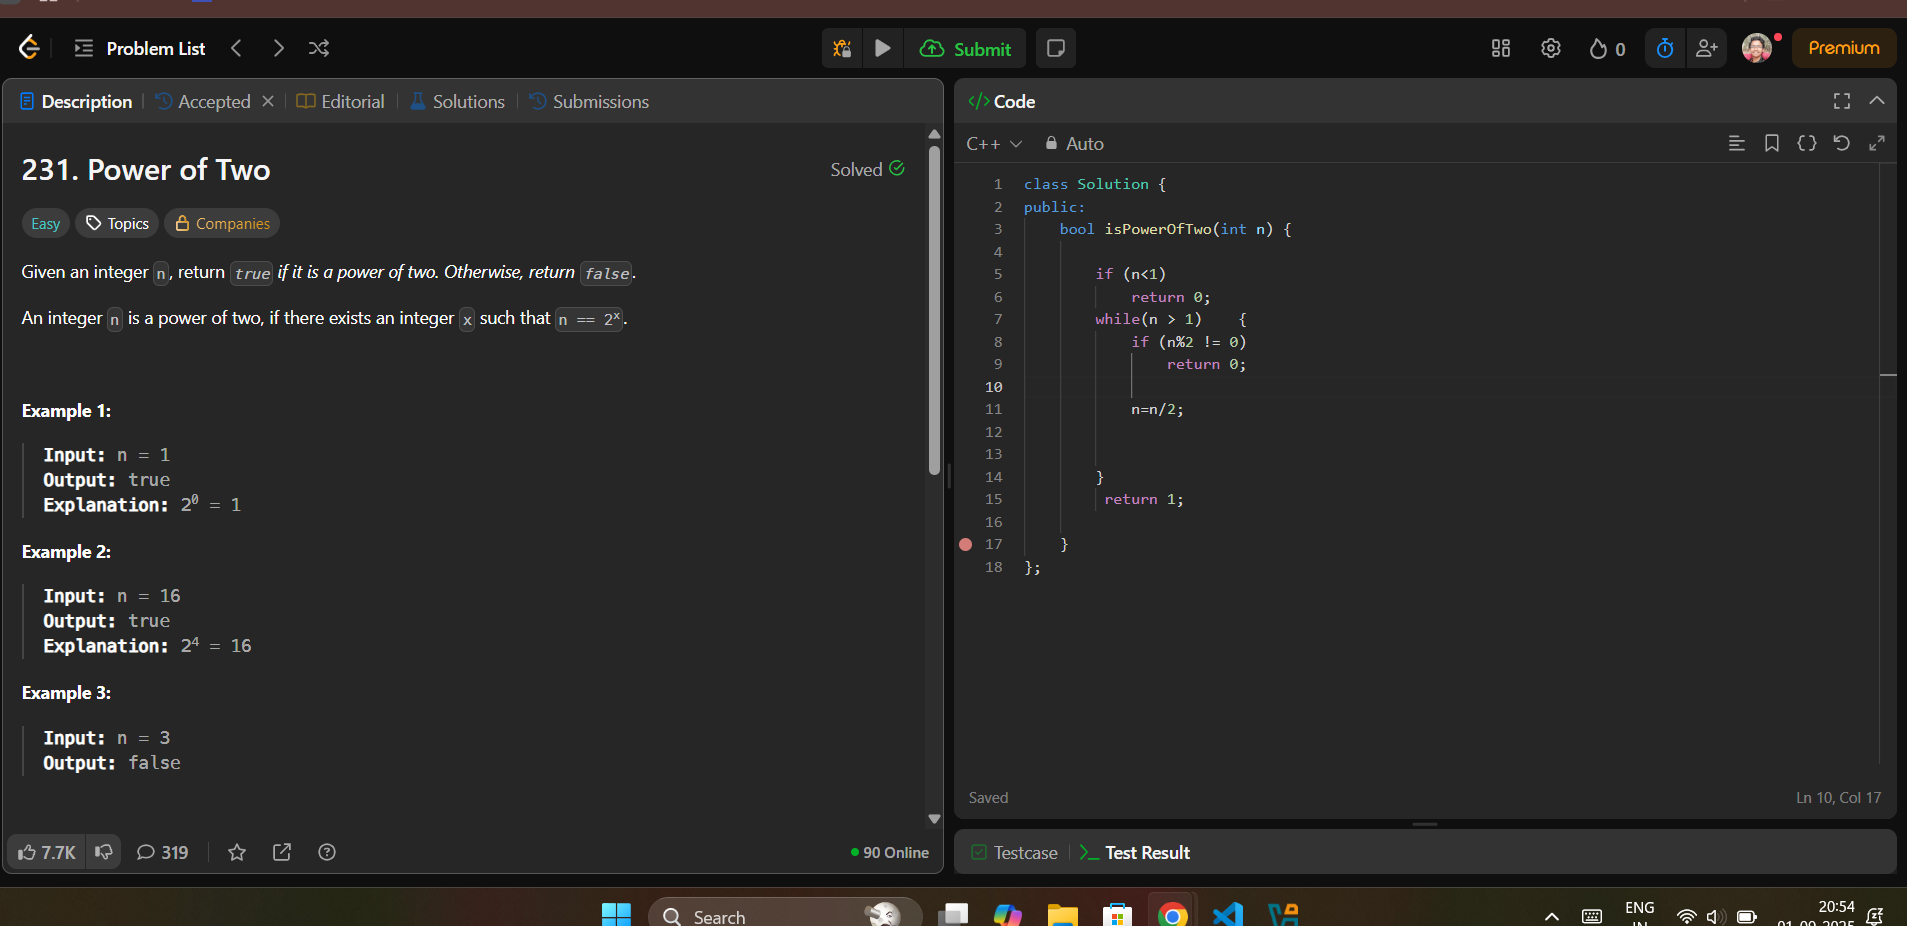 Problem List
Submit
0
Premium
Description
Accepted
Editorial
Solutions
Submissions
231. Power of Two
Solved
Easy
Topics
Companies
Given an integer n, return true if it is a power of two. Otherwise, return false.
An integer n is a power of two, if there exists an integer x such that n == 2ˣ.
Example 1:
Input: n = 1
Output: true
Explanation: 2⁰ = 1
Example 2:
Input: n = 16
Output: true
Explanation: 2⁴ = 16
Example 3:
Input: n = 3
Output: false
7.7K
319
90 Online
</> Code
C++
Auto
1 class Solution {
2 public:
3 bool isPowerOfTwo(int n) {
4
5 if (n<1)
6 return 0;
7 while(n > 1) {
8 if (n%2 != 0)
9 return 0;
10
11 n=n/2;
12
13
14 }
15 return 1;
16
17 }
18 };
Saved
Ln 10, Col 17
Testcase
Test Result
Search
ENG
IN
20:54
01-09-2025